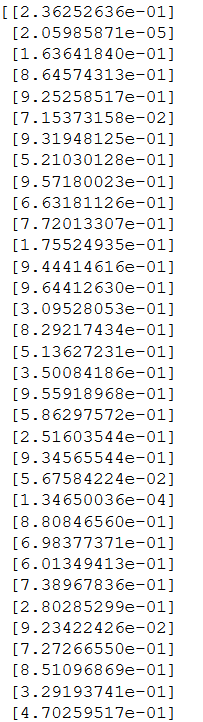 [[2.36252636e-01]
[2.05985871e-05]
[1.63641840e-01]
[8.64574313e-01]
[9.25258517e-01]
[7.15373158e-02]
[9.31948125e-01]
[5.21030128e-01]
[9.57180023e-01]
[6.63181126e-01]
[7.72013307e-01]
[1.75524935e-01]
[9.44414616e-01]
[9.64412630e-01]
[3.09528053e-01]
[8.29217434e-01]
[5.13627231e-01]
[3.50084186e-01]
[9.55918968e-01]
[5.86297572e-01]
[2.51603544e-01]
[9.34565544e-01]
[5.67584224e-02]
[1.34650036e-04]
[8.80846560e-01]
[6.98377371e-01]
[6.01349413e-01]
[7.38967836e-01]
[2.80285299e-01]
[9.23422426e-02]
[7.27266550e-01]
[8.51096869e-01]
[3.29193741e-01]
[4.70259517e-01]